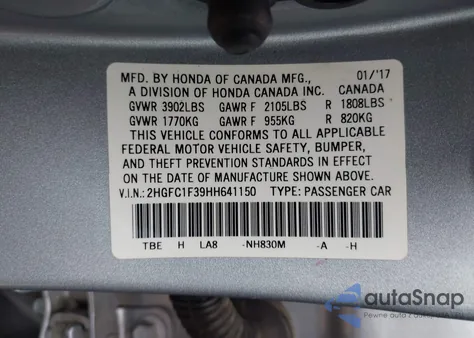 MFD. BY HONDA OF CANADA MFG., 01/'17
A DIVISION OF HONDA CANADA INC. CANADA
GVWR 3902LBS GAWR F 2105LBS R 1808LBS
GVWR 1770KG GAWR F 955KG R 820KG
THIS VEHICLE CONFORMS TO ALL APPLICABLE
FEDERAL MOTOR VEHICLE SAFETY, BUMPER,
AND THEFT PREVENTION STANDARDS IN EFFECT
ON THE DATE OF MANUFACTURE SHOWN ABOVE.
V.I.N.: 2HGFC1F39HH641150 TYPE: PASSENGER CAR
TBE H LA8 -NH830M -A -H
autoSnap
Pewne auto z